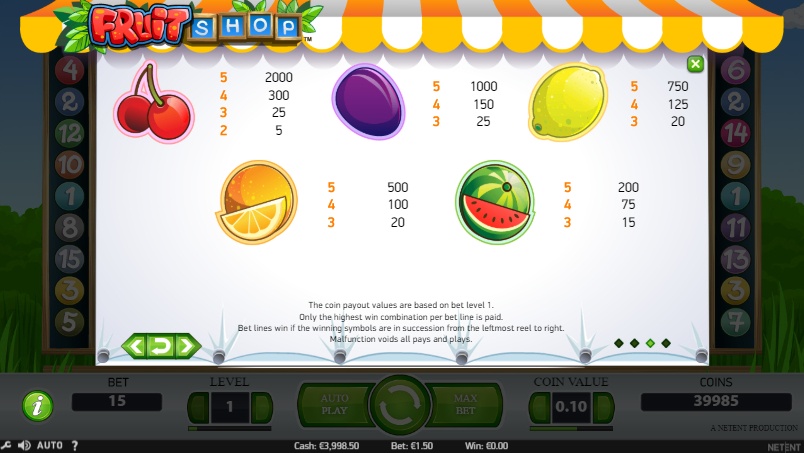 FRUIT SHOP™
4
2
12
10
1
8
15
3
5
5 2000
4 300
3 25
2 5
5 1000
4 150
3 25
5 750
4 125
3 20
5 500
4 100
3 20
5 200
4 75
3 15
6
2
14
9
1
11
13
3
7
The coin payout values are based on bet level 1.
Only the highest win combination per bet line is paid.
Bet lines win if the winning symbols are in succession from the leftmost reel to right.
Malfunction voids all pays and plays.
BET
15
LEVEL
1
AUTO
PLAY
MAX
BET
COIN VALUE
0.10
COINS
39985
A NETENT PRODUCTION
AUTO ?
Cash: €3,998.50 Bet: €1.50 Win: €0.00
NETENT